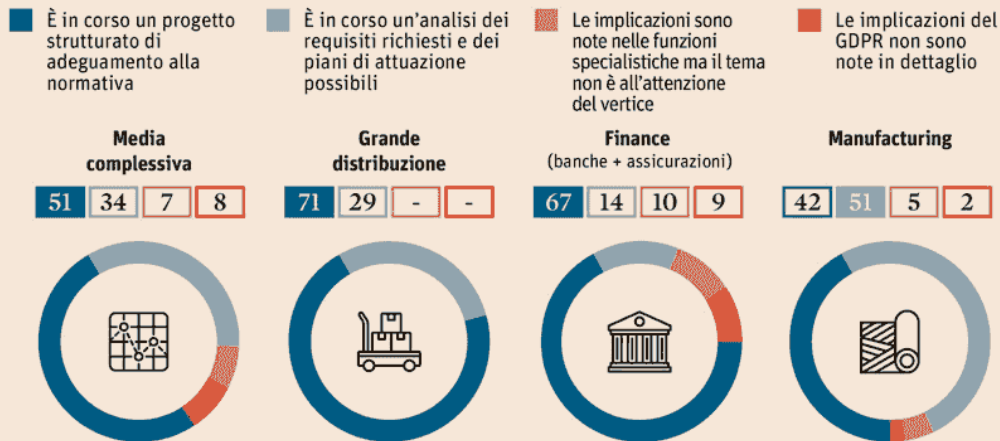 È in corso un progetto
strutturato di
adeguamento alla
normativa
È in corso un'analisi dei
requisiti richiesti e dei
piani di attuazione
possibili
Le implicazioni sono
note nelle funzioni
specialistiche ma il tema
non è all'attenzione
del vertice
Le implicazioni del
GDPR non sono
note in dettaglio
Media
complessiva
51 34 7 8
Grande
distribuzione
71 29 - -
Finance
(banche + assicurazioni)
67 14 10 9
Manufacturing
42 51 5 2